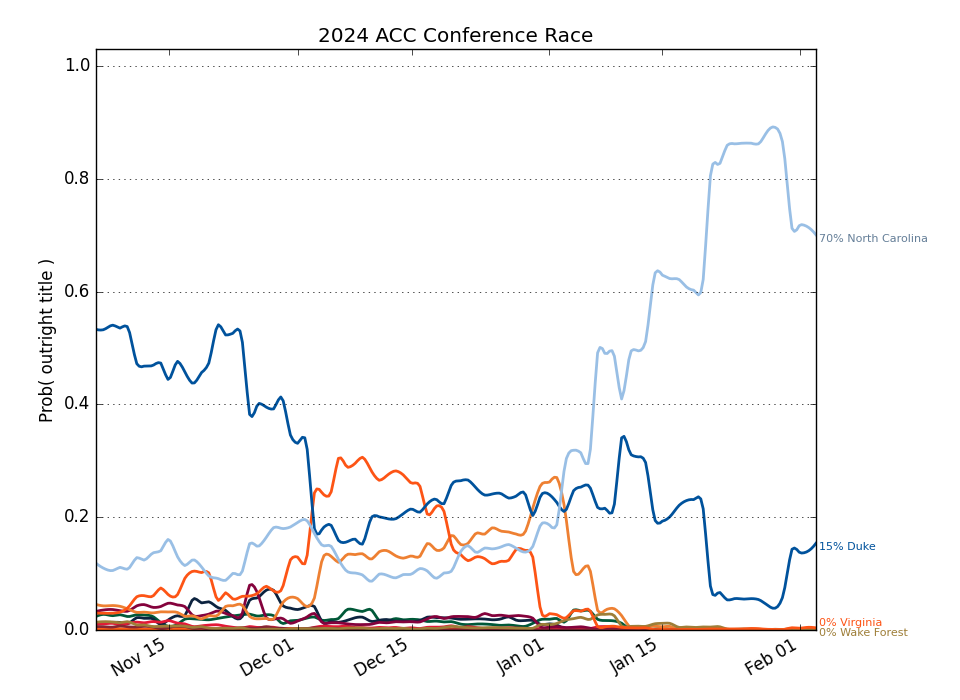 2024 ACC Conference Race
Prob( outright title )
1.0
0.8
0.6
0.4
0.2
0.0
70% North Carolina
15% Duke
0% Virginia
0% Wake Forest
Nov 15
Dec 01
Dec 15
Jan 01
Jan 15
Feb 01